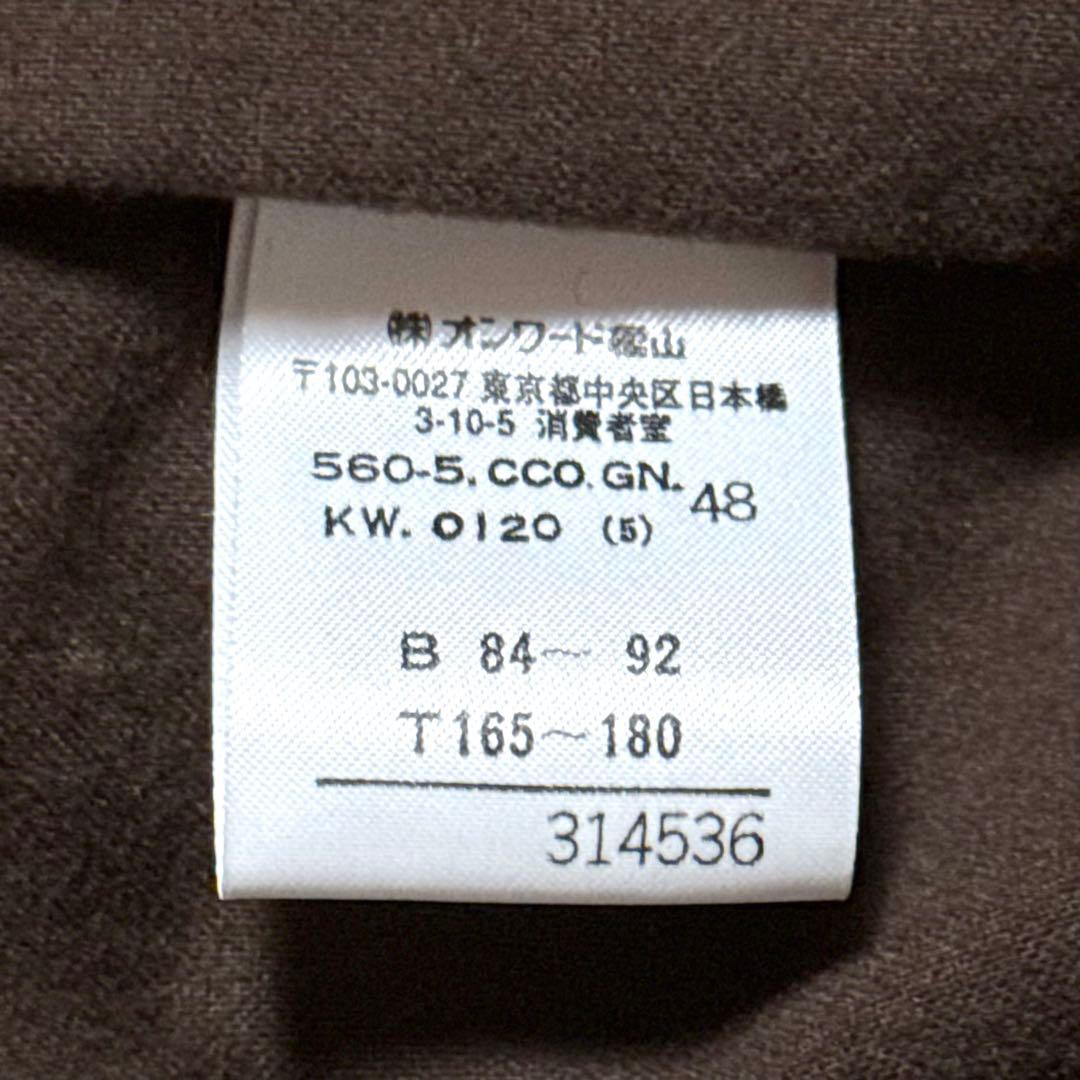 ㈱オンワード樫山
〒103-0027 東京都中央区日本橋
3-10-5 消費者室
560-5.CCO.GN. 48
KW. 0120 (5)
B 84〜 92
T165〜180
314536